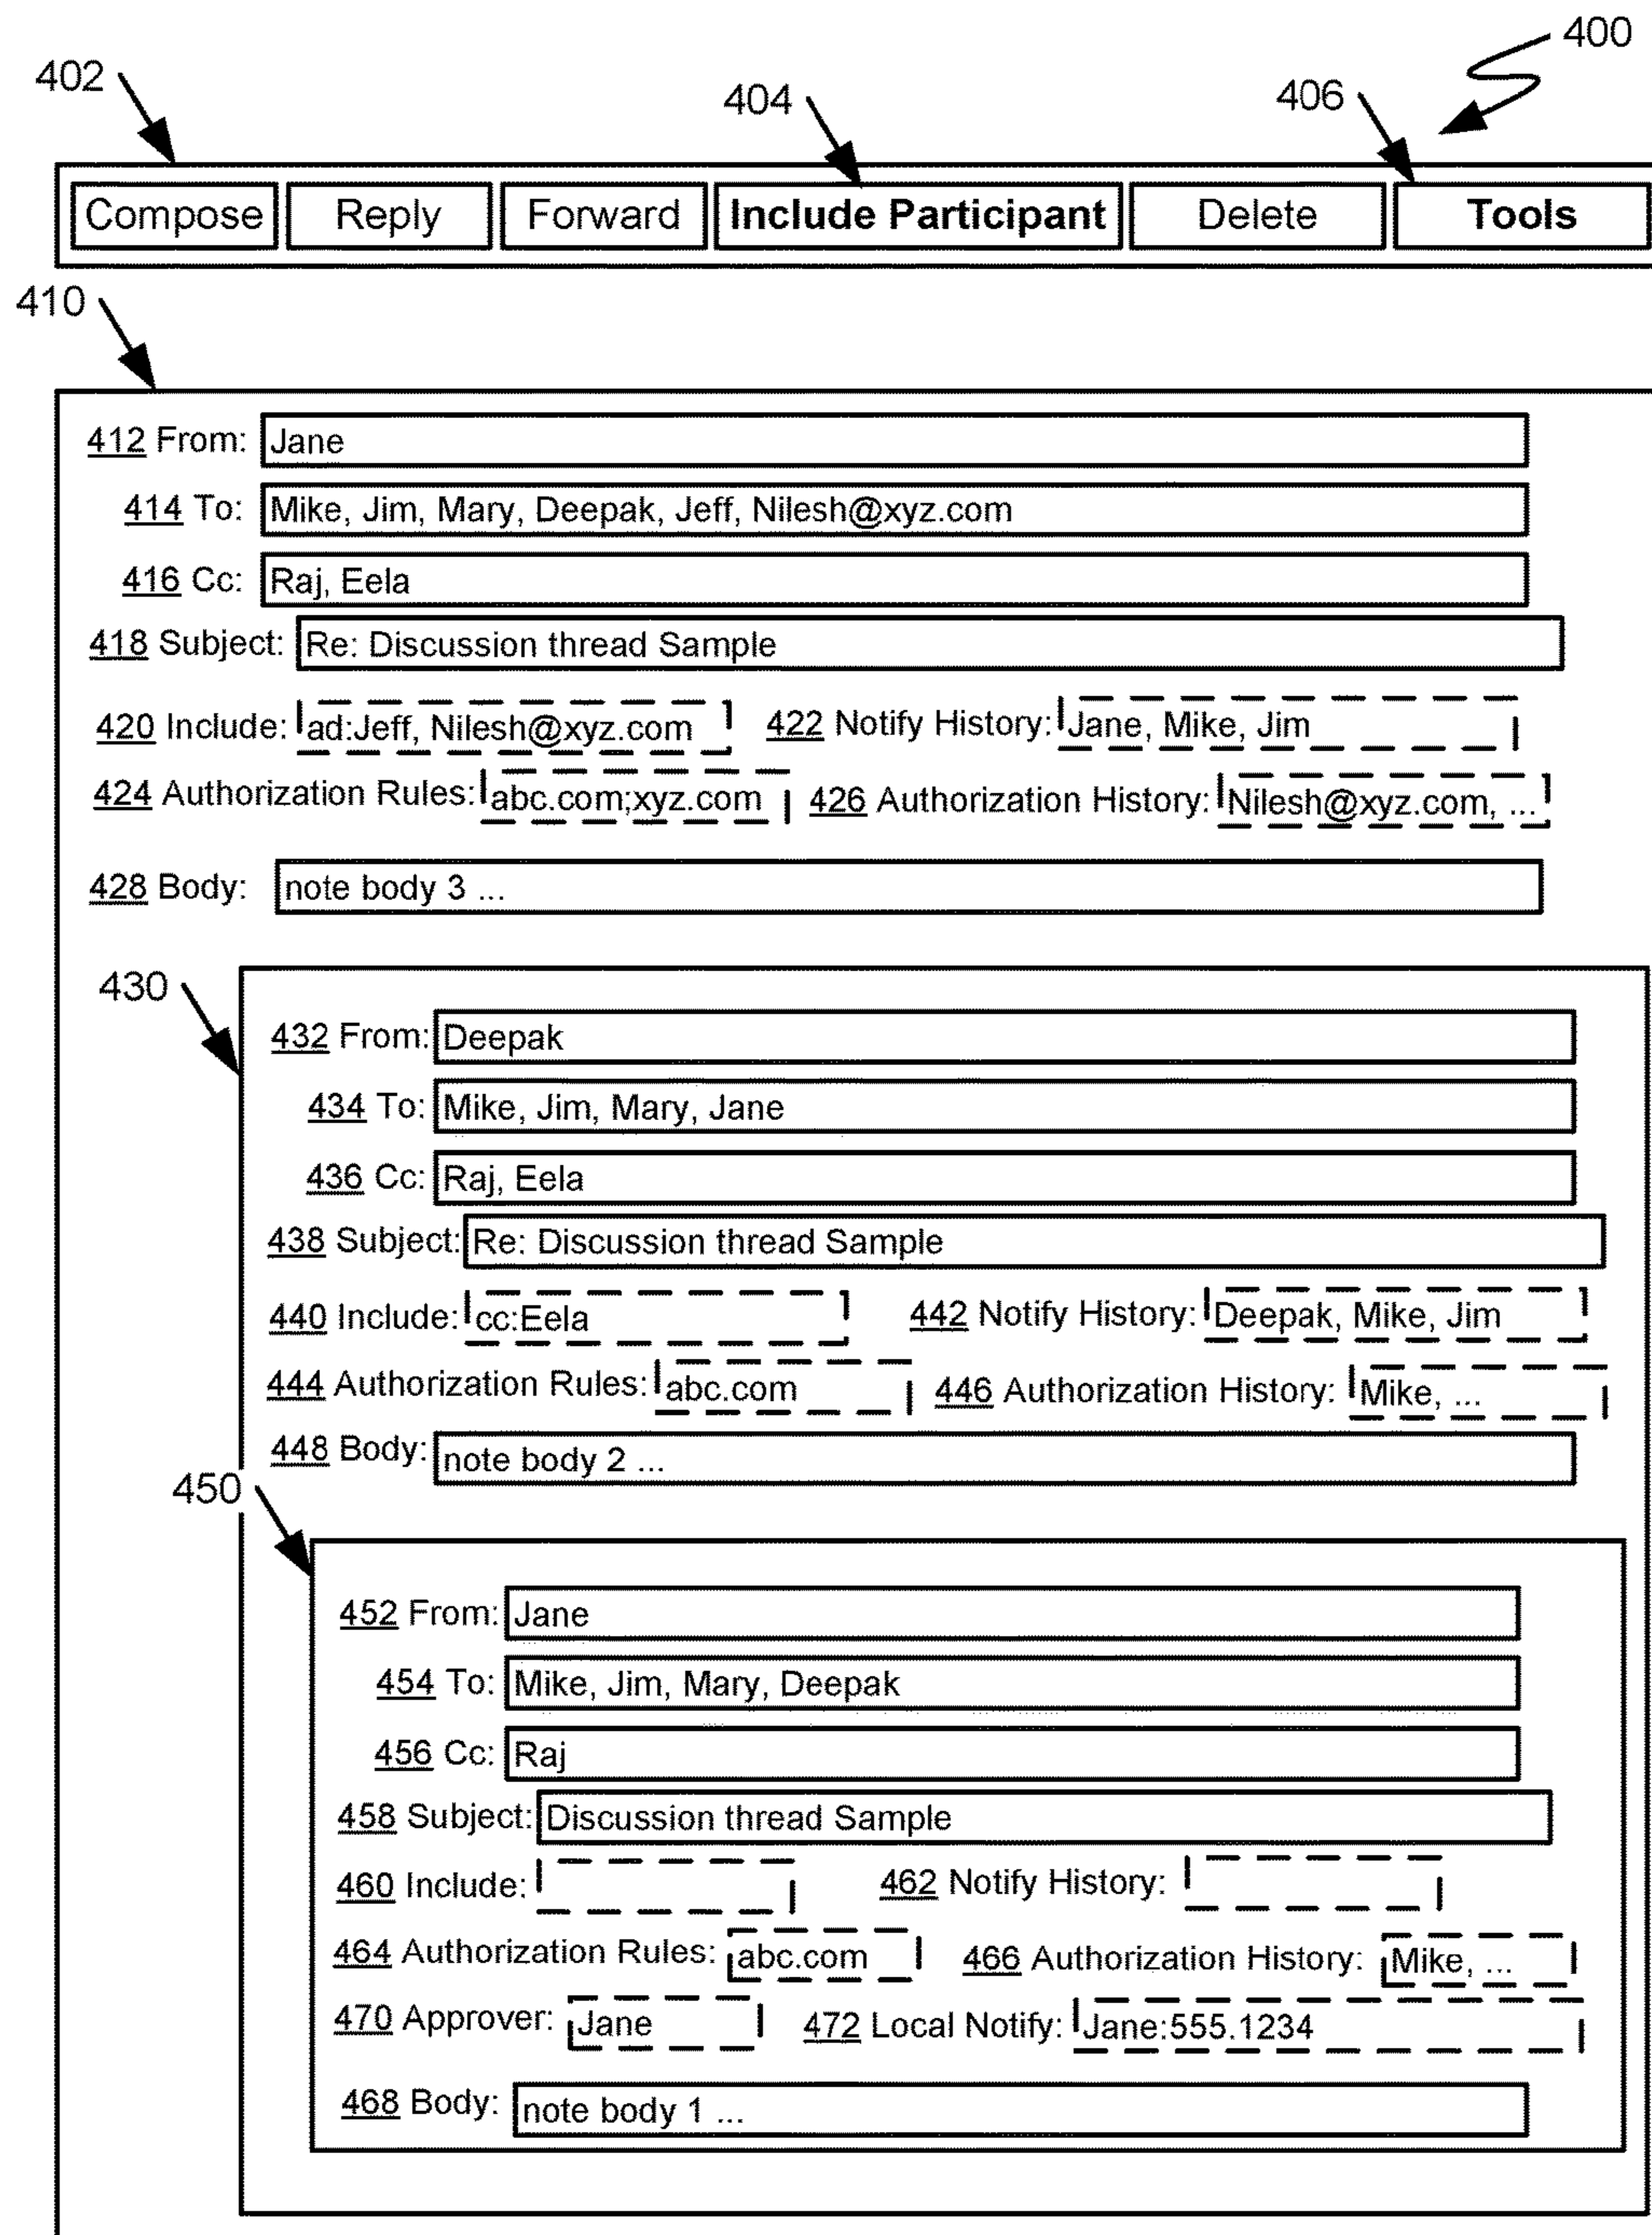 400
402
404
406
Compose Reply Forward Include Participant Delete Tools
410
412 From: Jane
414 To: Mike, Jim, Mary, Deepak, Jeff, Nilesh@xyz.com
416 Cc: Raj, Eela
418 Subject: Re: Discussion thread Sample
420 Include: ad:Jeff, Nilesh@xyz.com 422 Notify History: Jane, Mike, Jim
424 Authorization Rules: abc.com;xyz.com 426 Authorization History: Nilesh@xyz.com, ...
428 Body: note body 3 ...
430
432 From: Deepak
434 To: Mike, Jim, Mary, Jane
436 Cc: Raj, Eela
438 Subject: Re: Discussion thread Sample
440 Include: cc:Eela 442 Notify History: Deepak, Mike, Jim
444 Authorization Rules: abc.com 446 Authorization History: Mike, ...
448 Body: note body 2 ...
450
452 From: Jane
454 To: Mike, Jim, Mary, Deepak
456 Cc: Raj
458 Subject: Discussion thread Sample
460 Include: 462 Notify History:
464 Authorization Rules: abc.com 466 Authorization History: Mike, ...
470 Approver: Jane 472 Local Notify: Jane:555.1234
468 Body: note body 1 ...